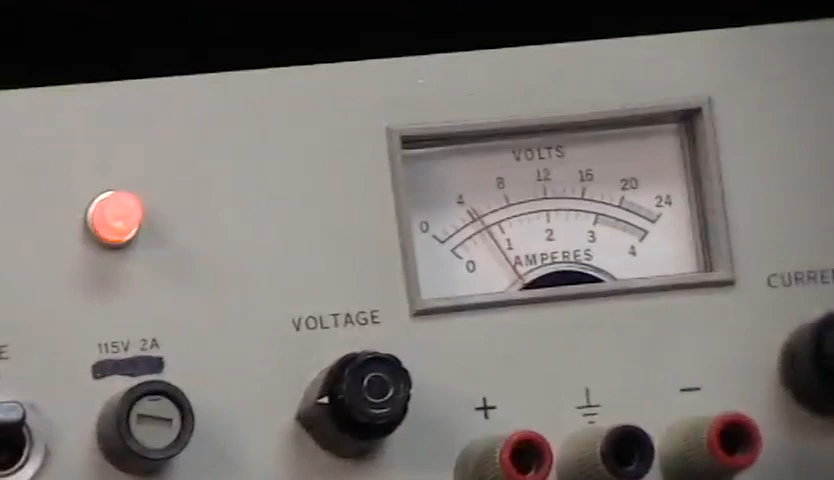 VOLTS
0 4 8 12 16 20 24
0 1 2 3 4
AMPERES
VOLTAGE
115V 2A
+ -